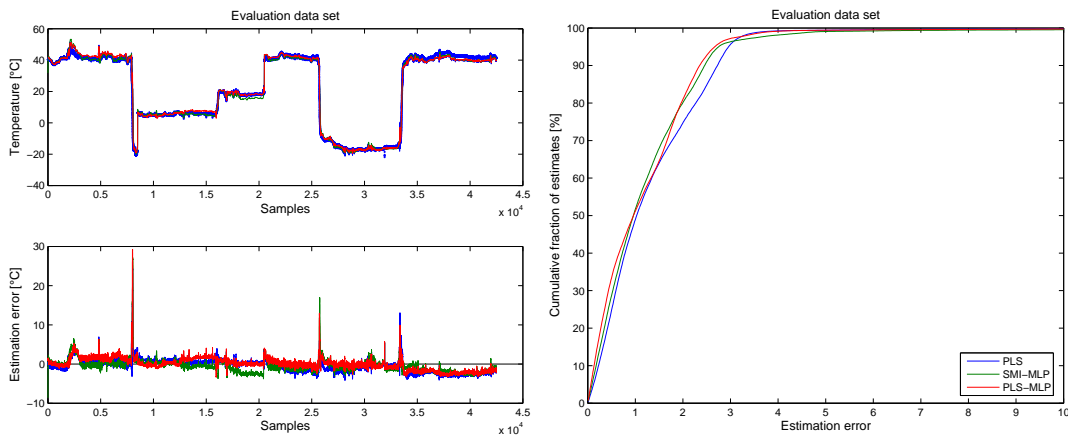 Evaluation data set
60
40
20
0
−20
−40
Temperature [°C]
0 0.5 1 1.5 2 2.5 3 3.5 4 4.5
Samples
x 10⁴
30
20
10
0
−10
Estimation error [°C]
0 0.5 1 1.5 2 2.5 3 3.5 4 4.5
Samples
x 10⁴
Evaluation data set
100
90
80
70
60
50
40
30
20
10
0
Cumulative fraction of estimates [%]
0 1 2 3 4 5 6 7 8 9 10
Estimation error
PLS
SMI−MLP
PLS−MLP